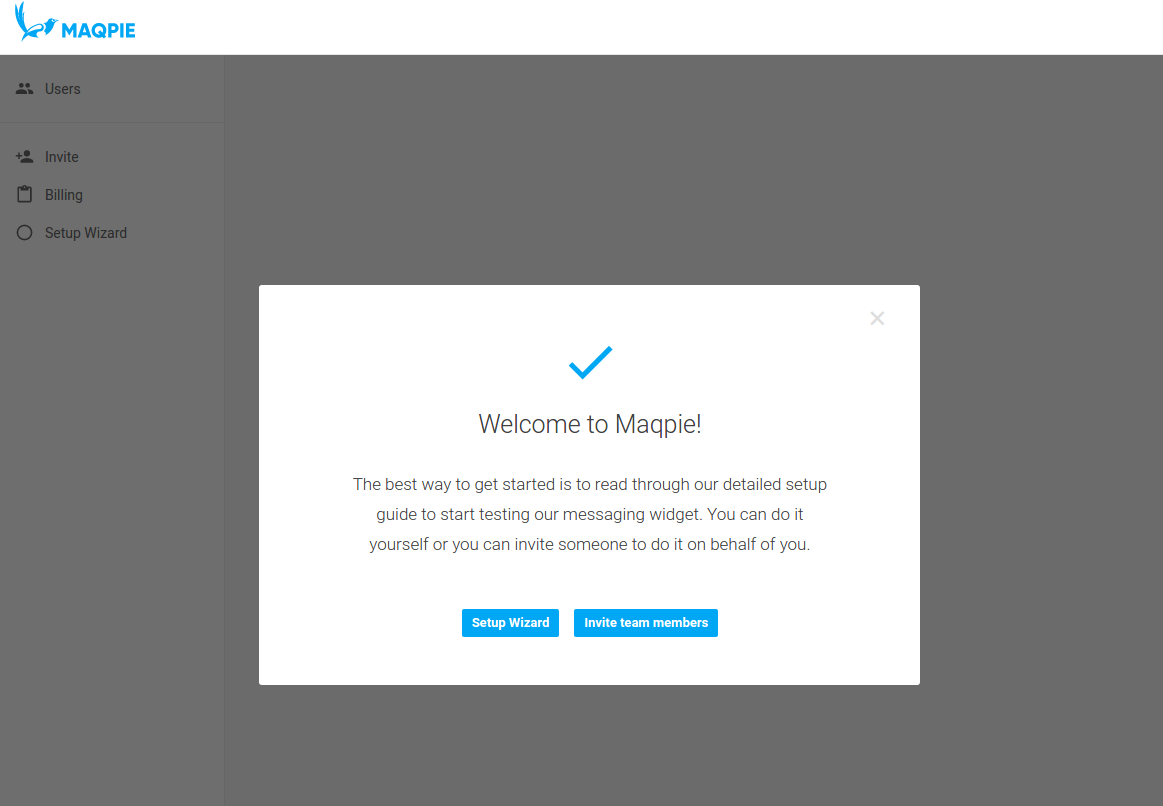 MAQPIE
Users
Invite
Billing
Setup Wizard
Welcome to Maqpie!
The best way to get started is to read through our detailed setup
guide to start testing our messaging widget. You can do it
yourself or you can invite someone to do it on behalf of you.
Setup Wizard
Invite team members